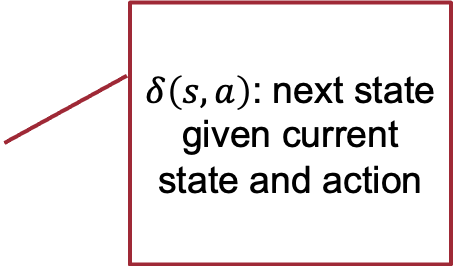 𝛿(𝑠, 𝑎): next state
given current
state and action